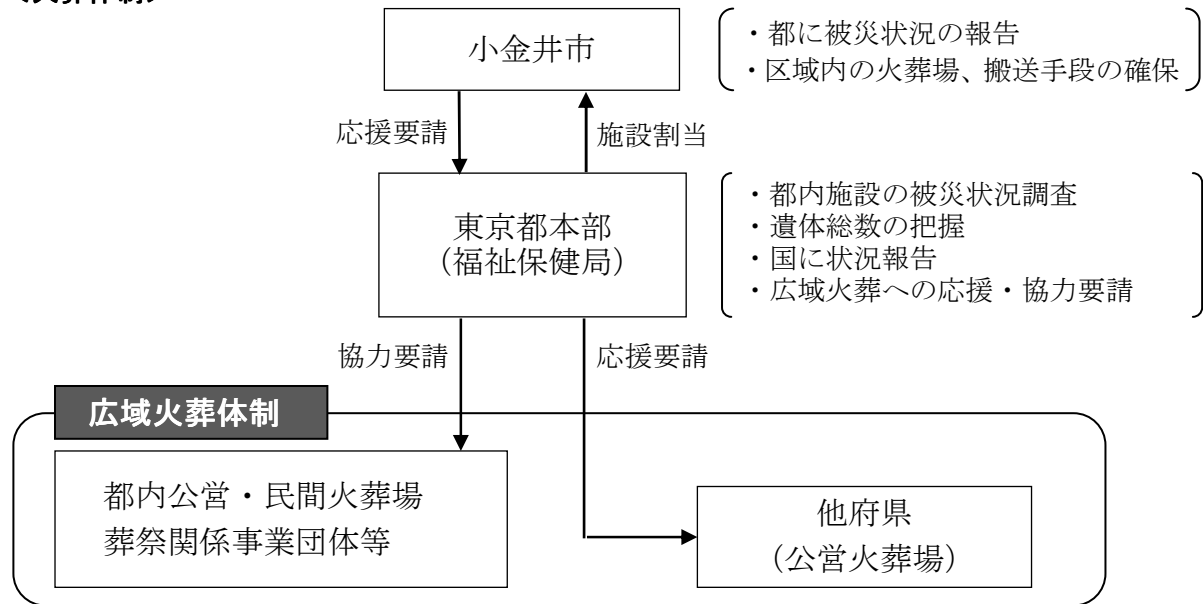 小金井市
・都に被災状況の報告
・区域内の火葬場、搬送手段の確保
応援要請
施設割当
東京都本部
（福祉保健局）
・都内施設の被災状況調査
・遺体総数の把握
・国に状況報告
・広域火葬への応援・協力要請
協力要請
応援要請
広域火葬体制
都内公営・民間火葬場
葬祭関係事業団体等
他府県
（公営火葬場）